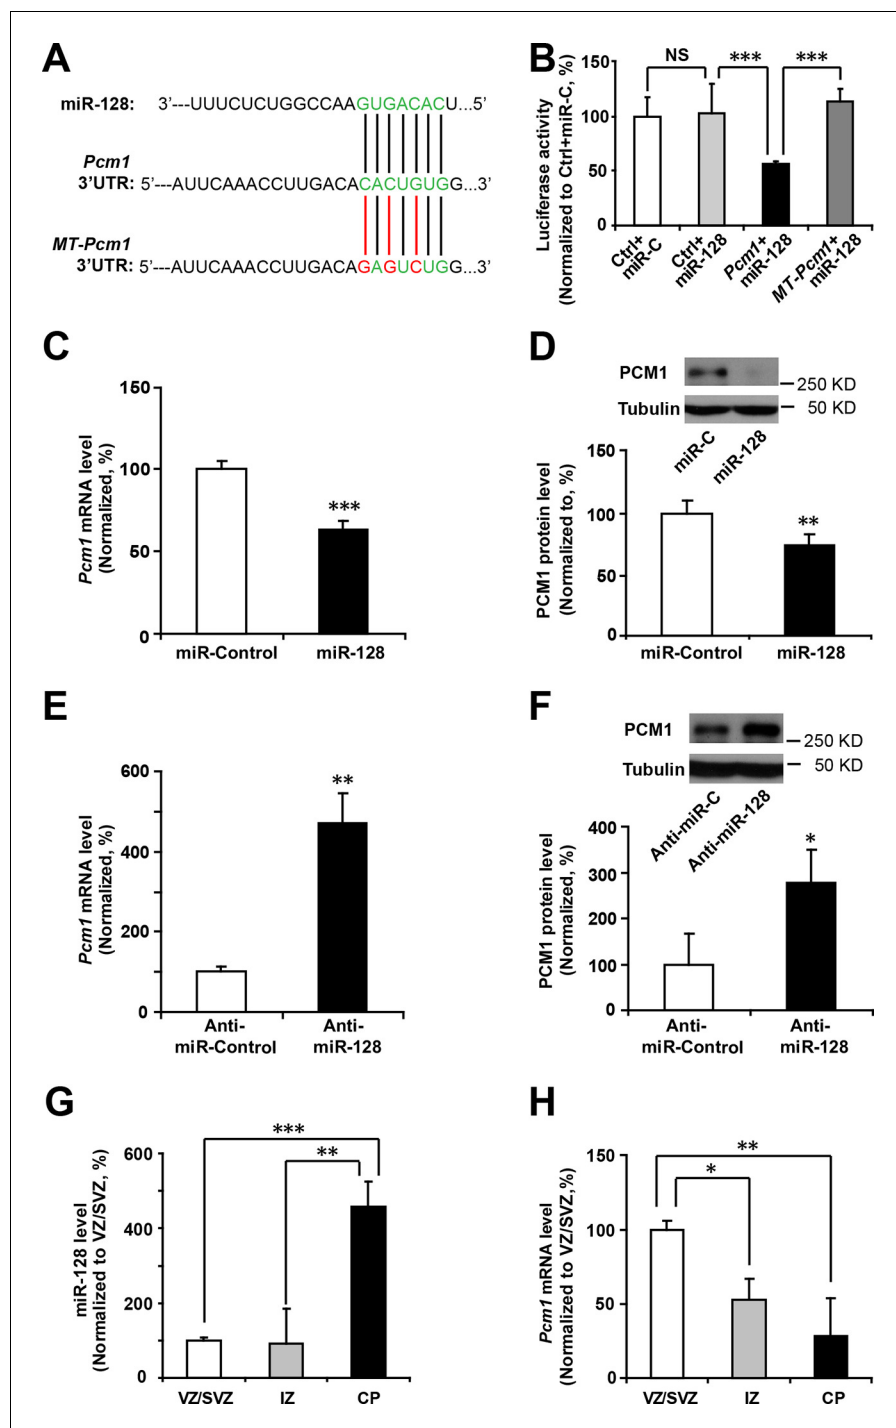 A
miR-128: 3'---UUUCUCUGGCCAAGUGACACU...5'
Pcm1
3'UTR: 5'---AUUCAAACCUUGACACACUGUGG...3'
MT-Pcm1
3'UTR: 5'---AUUCAAACCUUGACAGAGUCUGG...3'
B
Luciferase activity
(Normalized to Ctrl+miR-C, %)
150
100
50
0
NS
***
***
Ctrl+
miR-C
Ctrl+
miR-128
Pcm1+
miR-128
MT-Pcm1+
miR-128
C
Pcm1 mRNA level
(Normalized, %)
150
100
50
0
***
miR-Control
miR-128
D
PCM1
250 KD
Tubulin
50 KD
miR-C
miR-128
PCM1 protein level
(Normalized to, %)
150
100
50
0
**
miR-Control
miR-128
E
Pcm1 mRNA level
(Normalized, %)
600
400
200
0
**
Anti-
miR-Control
Anti-
miR-128
F
PCM1
250 KD
Tubulin
50 KD
Anti-miR-C
Anti-miR-128
PCM1 protein level
(Normalized, %)
400
300
200
100
0
*
Anti-
miR-Control
Anti-
miR-128
G
miR-128 level
(Normalized to VZ/SVZ, %)
600
400
200
0
***
**
VZ/SVZ
IZ
CP
H
Pcm1 mRNA level
(Normalized to VZ/SVZ,%)
150
100
50
0
**
*
VZ/SVZ
IZ
CP